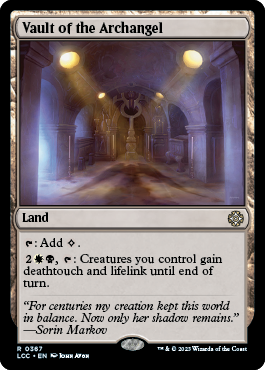 Vault of the Archangel
Land
: Add .
2, : Creatures you control gain
deathtouch and lifelink until end
of turn.
“For centuries my creation kept this world
in balance. Now only her shadow remains.”
—Sorin Markov
R 0367
LCC • EN John Avon
™ & © 2023 Wizards of the Coast